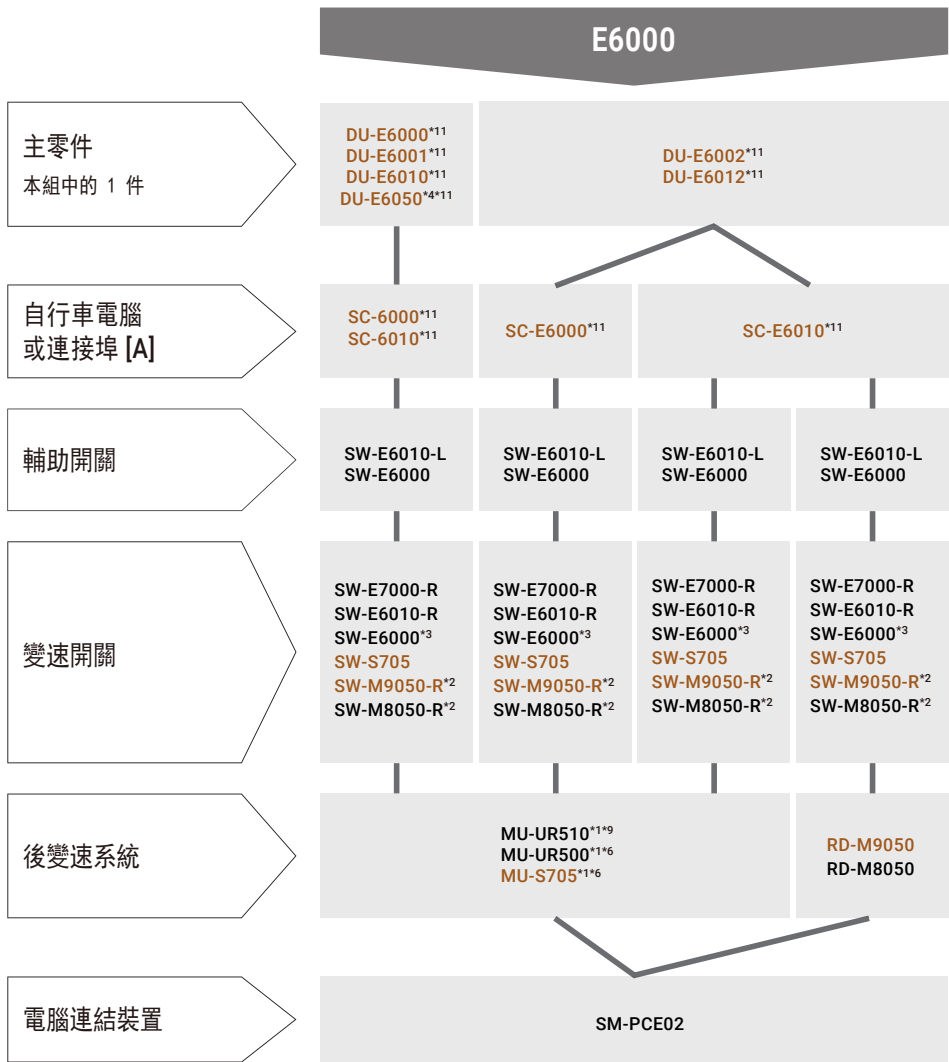 E6000
主零件
本組中的 1 件
DU-E6000*11
DU-E6001*11
DU-E6010*11
DU-E6050*4*11
DU-E6002*11
DU-E6012*11
自行車電腦
或連接埠 [A]
SC-6000*11
SC-6010*11
SC-E6000*11
SC-E6010*11
輔助開關
SW-E6010-L
SW-E6000
SW-E6010-L
SW-E6000
SW-E6010-L
SW-E6000
SW-E6010-L
SW-E6000
變速開關
SW-E7000-R
SW-E6010-R
SW-E6000*3
SW-S705
SW-M9050-R*2
SW-M8050-R*2
SW-E7000-R
SW-E6010-R
SW-E6000*3
SW-S705
SW-M9050-R*2
SW-M8050-R*2
SW-E7000-R
SW-E6010-R
SW-E6000*3
SW-S705
SW-M9050-R*2
SW-M8050-R*2
SW-E7000-R
SW-E6010-R
SW-E6000*3
SW-S705
SW-M9050-R*2
SW-M8050-R*2
後變速系統
MU-UR510*1*9
MU-UR500*1*6
MU-S705*1*6
RD-M9050
RD-M8050
電腦連結裝置
SM-PCE02